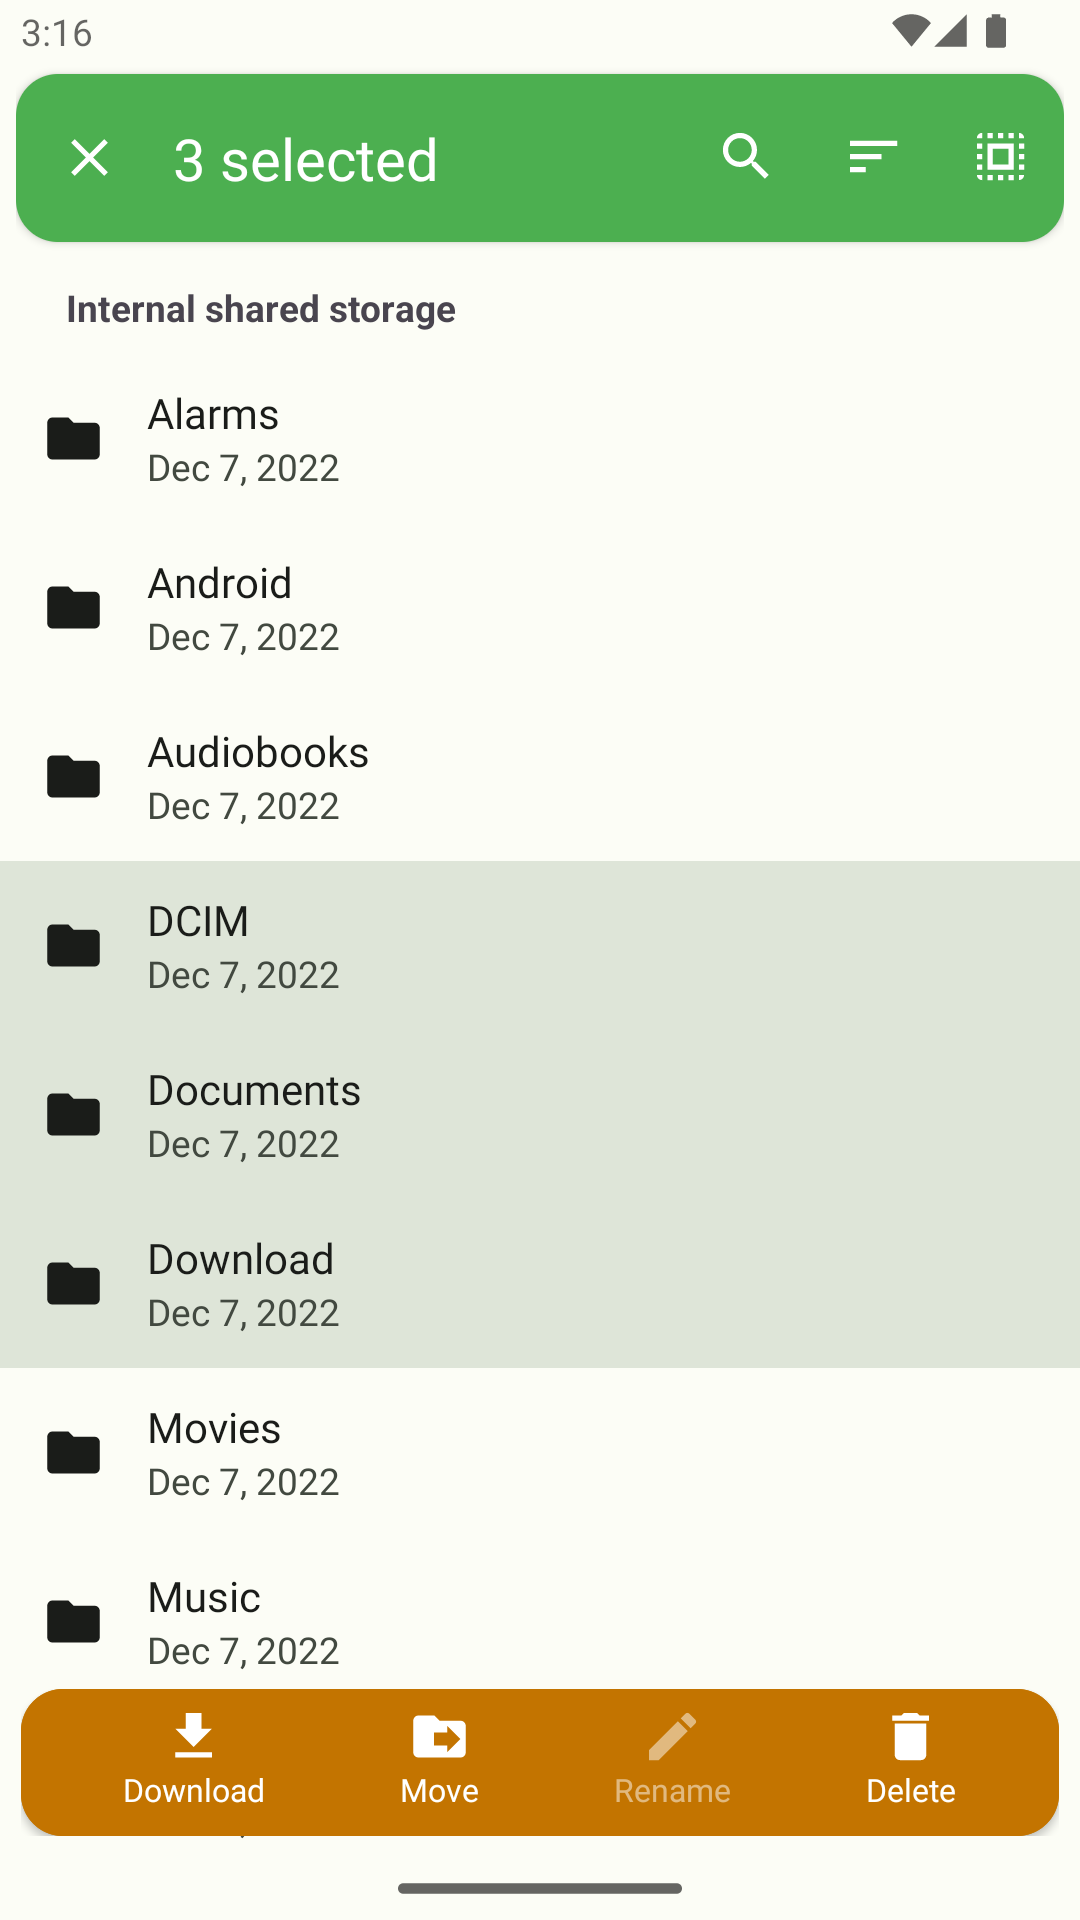 3:16
3 selected
Internal shared storage
Alarms
Dec 7, 2022
Android
Dec 7, 2022
Audiobooks
Dec 7, 2022
DCIM
Dec 7, 2022
Documents
Dec 7, 2022
Download
Dec 7, 2022
Movies
Dec 7, 2022
Music
Dec 7, 2022
Download
Move
Rename
Delete